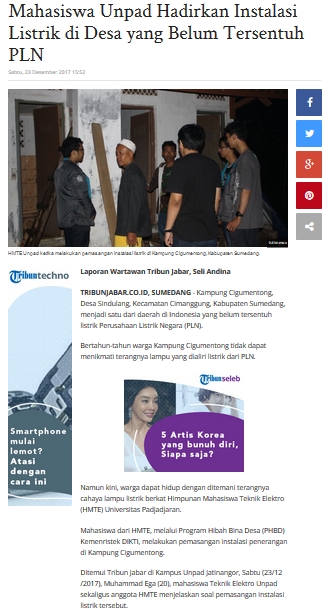 Mahasiswa Unpad Hadirkan Instalasi
Listrik di Desa yang Belum Tersentuh
PLN
Sabtu, 23 Desember 2017 15:52
HMTE Unpad ketika melakukan pemasangan instalasi listrik di Kampung Cigumentong, Kabupaten Sumedang.
Tribuntechno
Smartphone
mulai
lemot?
Atasi
dengan
cara ini
Laporan Wartawan Tribun Jabar, Seli Andina
TRIBUNJABAR.CO.ID, SUMEDANG - Kampung Cigumentong,
Desa Sindulang, Kecamatan Cimanggung, Kabupaten Sumedang,
menjadi satu dari daerah di Indonesia yang belum tersentuh
listrik Perusahaan Listrik Negara (PLN).
Bertahun-tahun warga Kampung Cigumentong tidak dapat
menikmati terangnya lampu yang dialiri listrik dari PLN.
Tribunseleb
5 Artis Korea
yang bunuh diri,
Siapa saja?
Namun kini, warga dapat hidup dengan ditemani terangnya
cahaya lampu listrik berkat Himpunan Mahasiswa Teknik Elektro
(HMTE) Universitas Padjadjaran.
Mahasiswa dari HMTE, melalui Program Hibah Bina Desa (PHBD)
Kemenristek DIKTI, melakukan pemasangan instalasi penerangan
di Kampung Cigumentong.
Ditemui Tribun Jabar di Kampus Unpad Jatinangor, Sabtu (23/12
/2017), Muhammad Ega (20), mahasiswa Teknik Elektro Unpad
sekaligus anggota HMTE menjelaskan soal pemasangan instalasi
listrik tersebut.